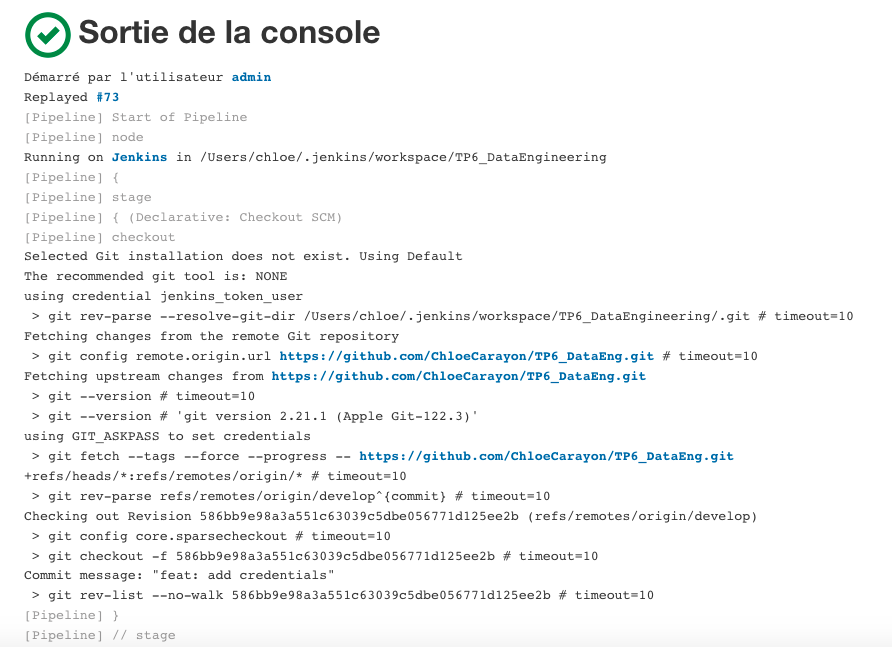 Sortie de la console
Démarré par l'utilisateur admin
Replayed #73
[Pipeline] Start of Pipeline
[Pipeline] node
Running on Jenkins in /Users/chloe/.jenkins/workspace/TP6_DataEngineering
[Pipeline] {
[Pipeline] stage
[Pipeline] { (Declarative: Checkout SCM)
[Pipeline] checkout
Selected Git installation does not exist. Using Default
The recommended git tool is: NONE
using credential jenkins_token_user
 > git rev-parse --resolve-git-dir /Users/chloe/.jenkins/workspace/TP6_DataEngineering/.git # timeout=10
Fetching changes from the remote Git repository
 > git config remote.origin.url https://github.com/ChloeCarayon/TP6_DataEng.git # timeout=10
Fetching upstream changes from https://github.com/ChloeCarayon/TP6_DataEng.git
 > git --version # timeout=10
 > git --version # 'git version 2.21.1 (Apple Git-122.3)'
using GIT_ASKPASS to set credentials
 > git fetch --tags --force --progress -- https://github.com/ChloeCarayon/TP6_DataEng.git
+refs/heads/*:refs/remotes/origin/* # timeout=10
 > git rev-parse refs/remotes/origin/develop^{commit} # timeout=10
Checking out Revision 586bb9e98a3a551c63039c5dbe056771d125ee2b (refs/remotes/origin/develop)
 > git config core.sparsecheckout # timeout=10
 > git checkout -f 586bb9e98a3a551c63039c5dbe056771d125ee2b # timeout=10
Commit message: "feat: add credentials"
 > git rev-list --no-walk 586bb9e98a3a551c63039c5dbe056771d125ee2b # timeout=10
[Pipeline] }
[Pipeline] // stage